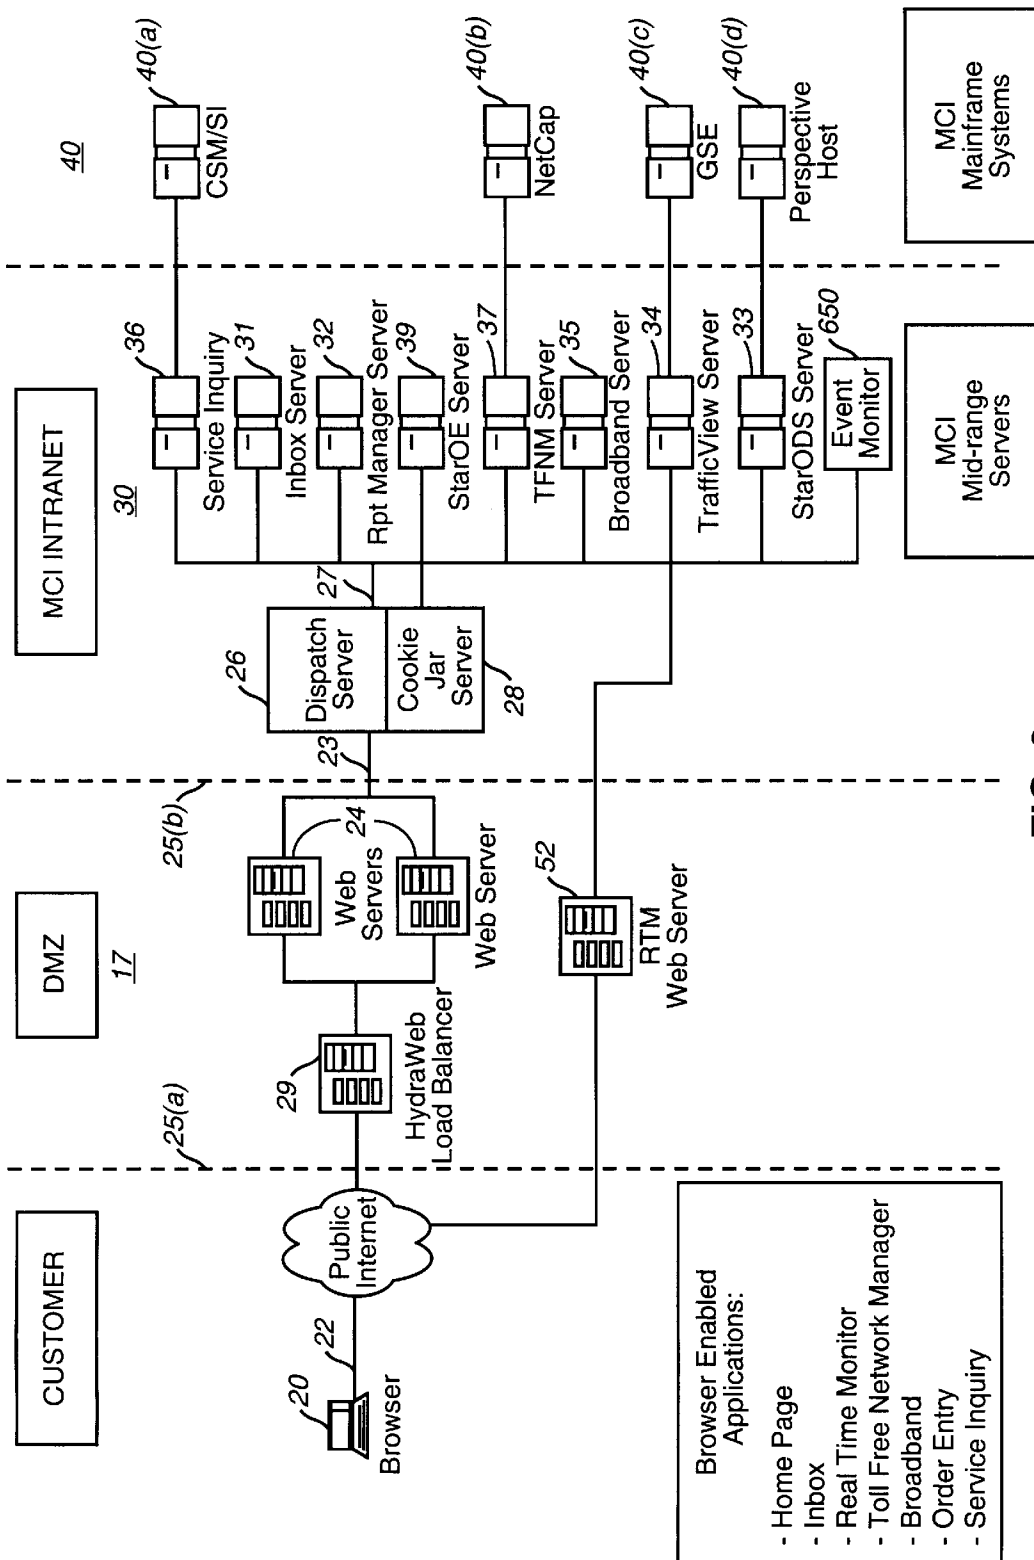 CUSTOMER
DMZ
17
MCI INTRANET
30
40
25(a)
25(b)
20
Browser
22
Public
Internet
29
HydraWeb
Load Balancer
24
Web
Servers
Web Server
52
RTM
Web Server
23
26
Dispatch
Server
Cookie
Jar
Server
28
27
36
Service Inquiry
31
Inbox Server
32
Rpt Manager Server
39
StarOE Server
37
TFNM Server
35
Broadband Server
34
TrafficView Server
33
StarODS Server
650
Event
Monitor
40(a)
CSM/SI
40(b)
NetCap
40(c)
GSE
40(d)
Perspective
Host
Browser Enabled
Applications:
- Home Page
- Inbox
- Real Time Monitor
- Toll Free Network Manager
- Broadband
- Order Entry
- Service Inquiry
MCI
Mid-range
Servers
MCI
Mainframe
Systems